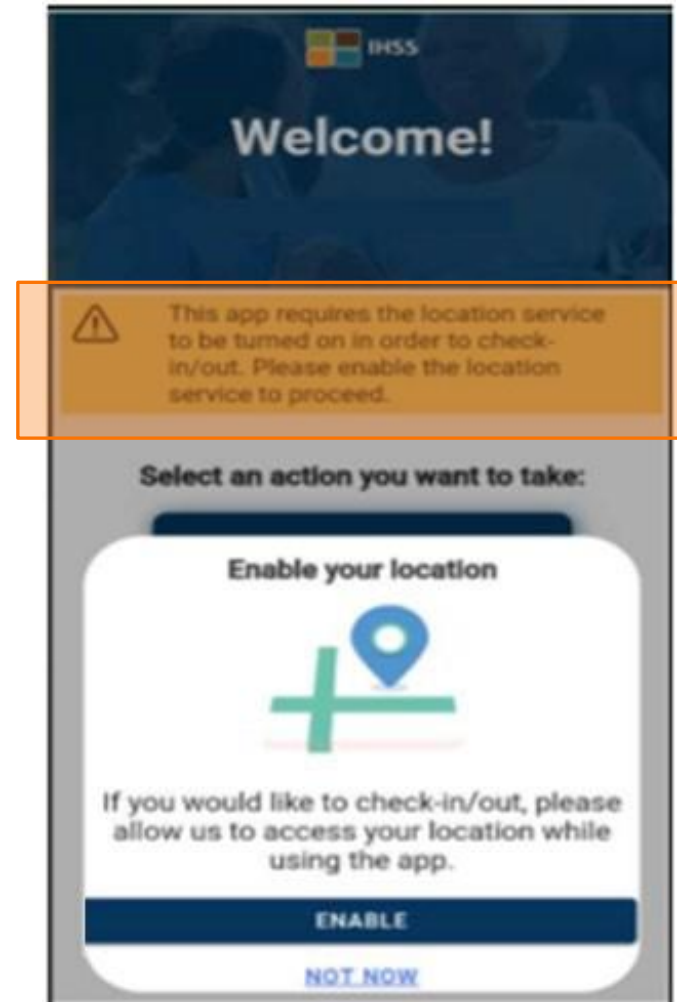 IHSS
Welcome!
This app requires the location service
to be turned on in order to check-
in/out. Please enable the location
service to proceed.
Select an action you want to take:
Enable your location
If you would like to check-in/out, please
allow us to access your location while
using the app.
ENABLE
NOT NOW